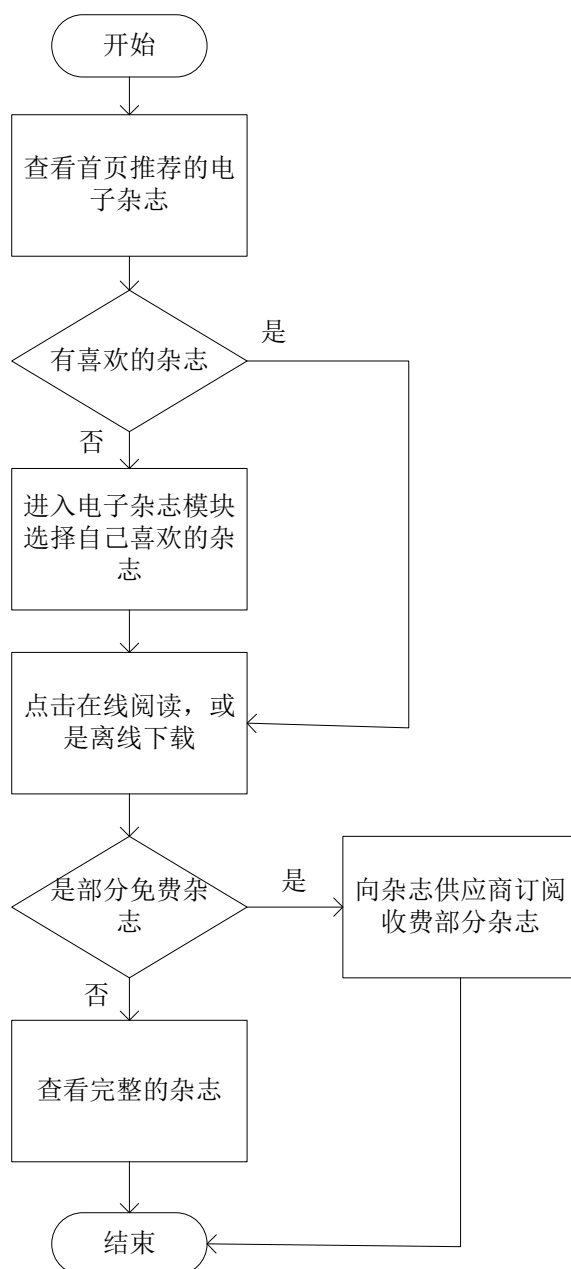 开始
查看首页推荐的电
子杂志
有喜欢的杂志
是
否
进入电子杂志模块
选择自己喜欢的杂
志
点击在线阅读，或
是离线下载
是部分免费杂
志
是
向杂志供应商订阅
收费部分杂志
否
查看完整的杂志
结束